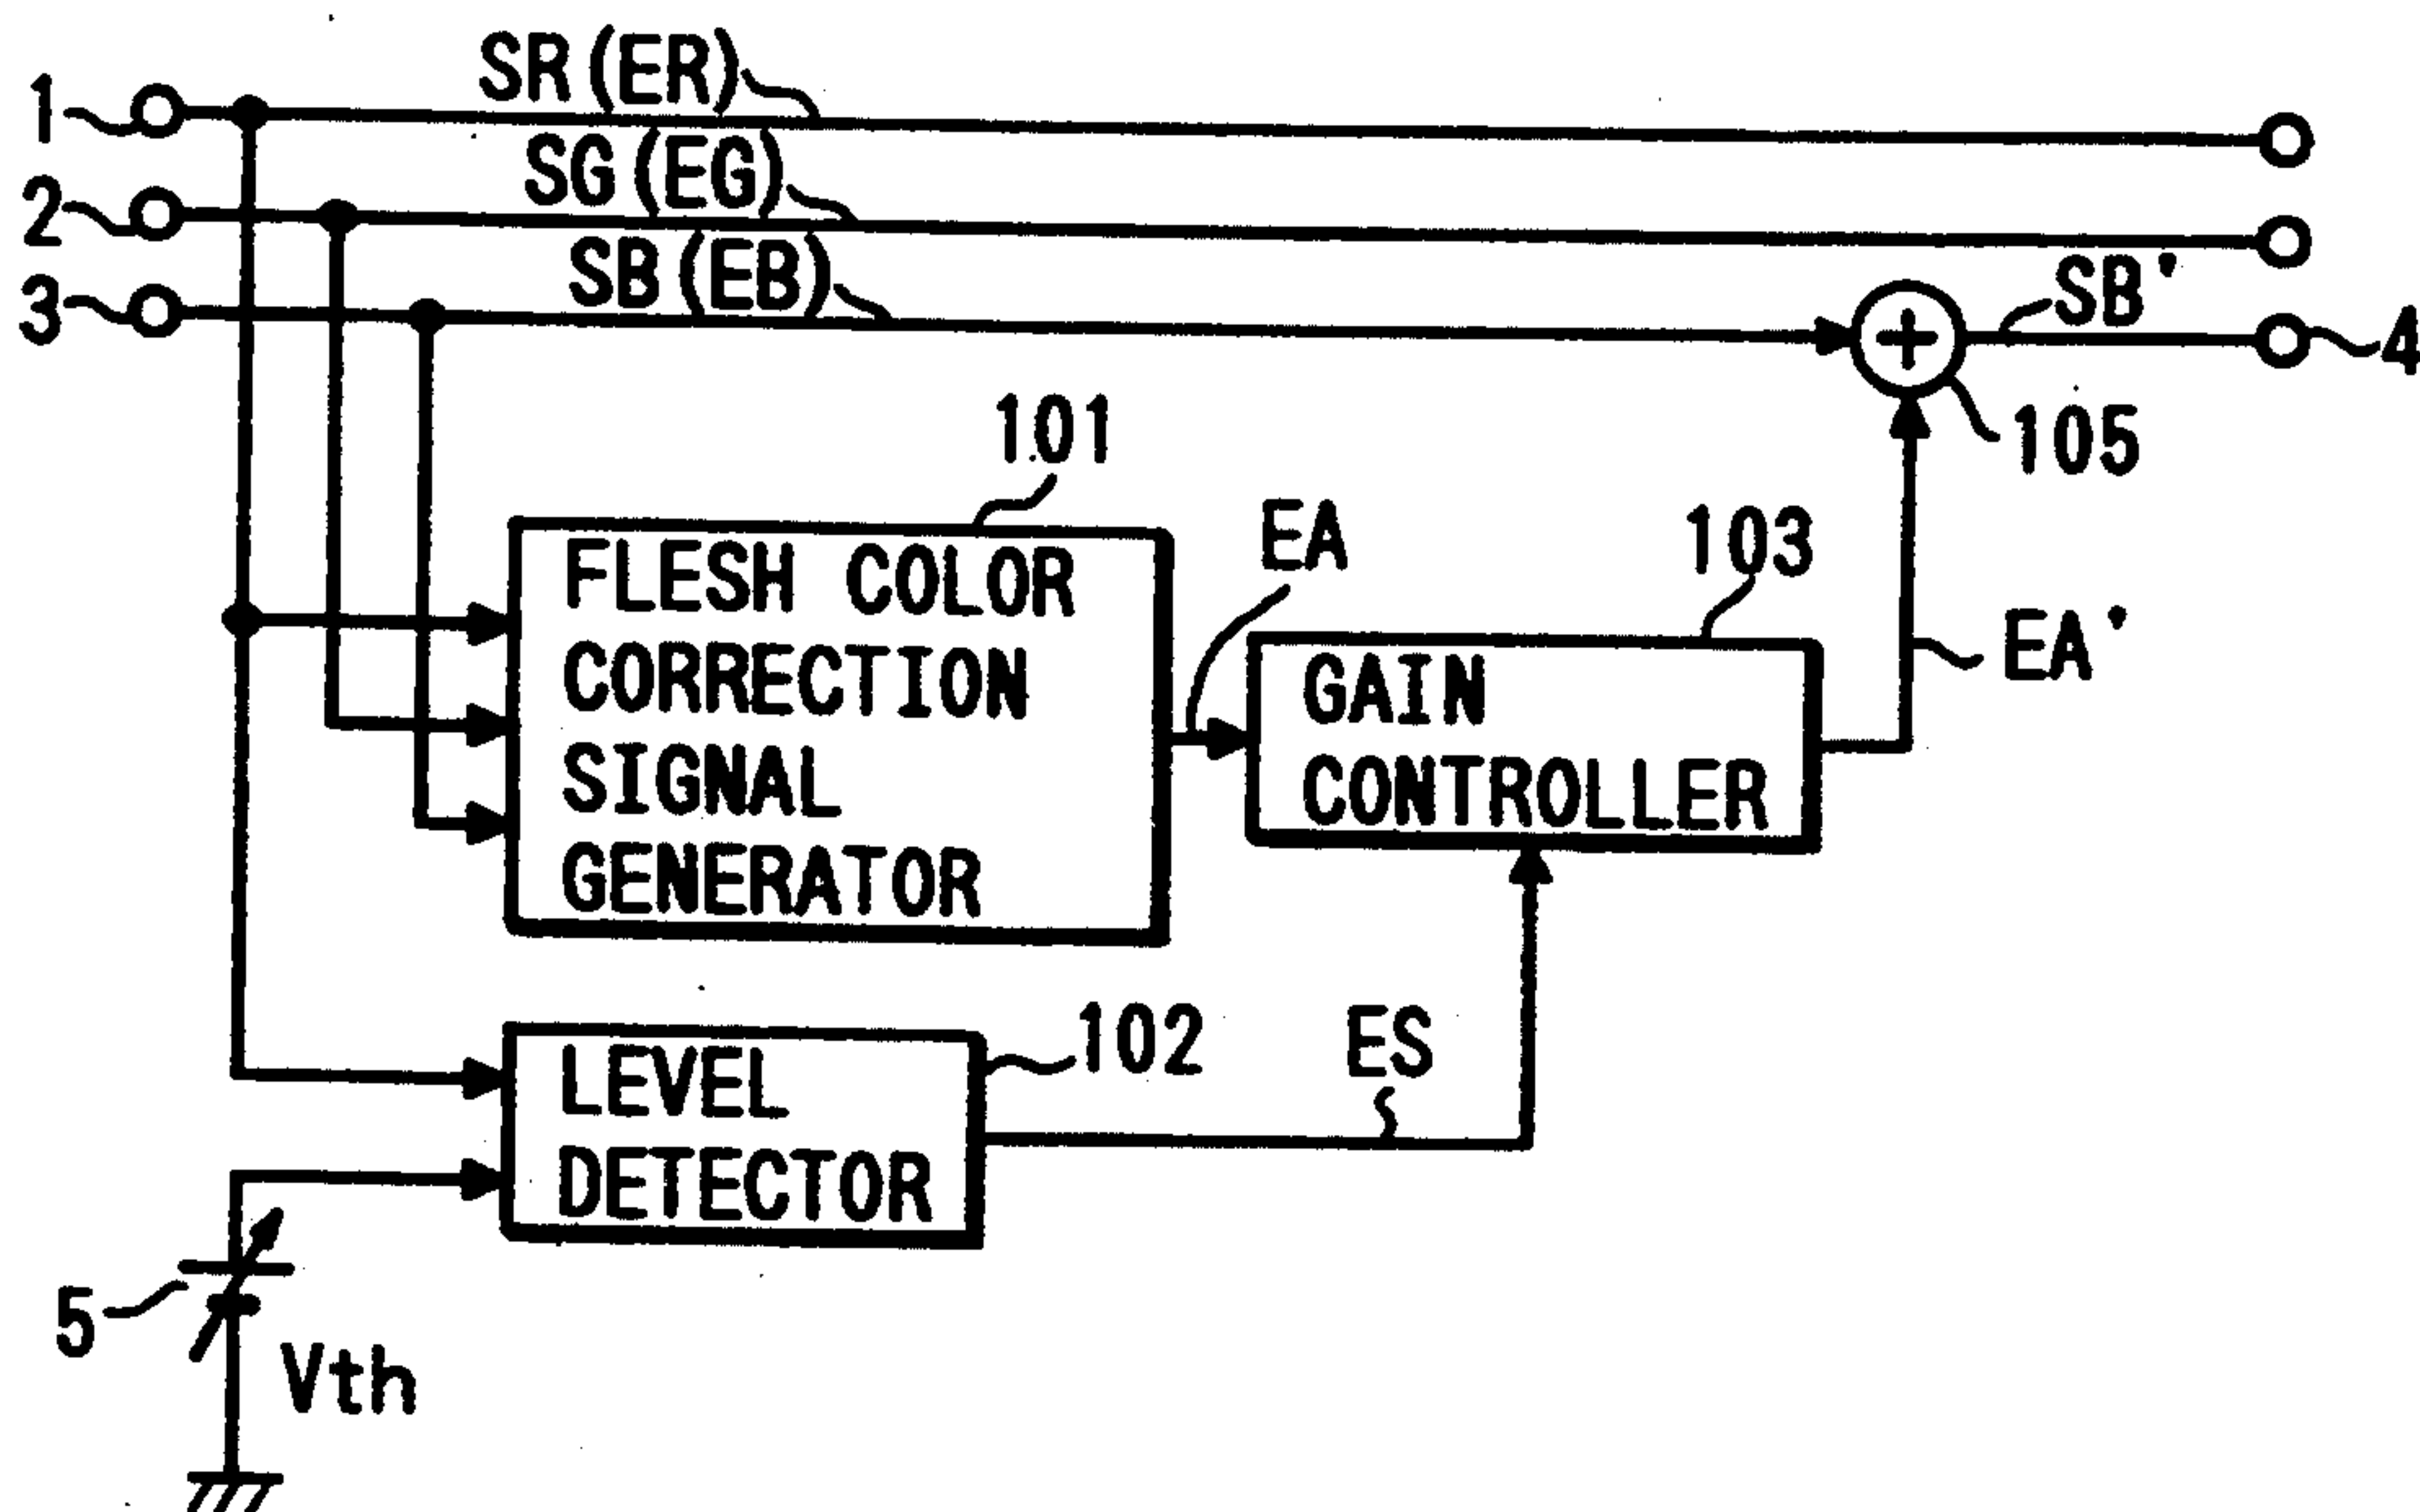 SR(ER)
1
SG(EG)
2
SB(EB)
3
SB'
4
105
101
EA
103
EA'
FLESH COLOR
CORRECTION
SIGNAL
GENERATOR
GAIN
CONTROLLER
102
ES
LEVEL
DETECTOR
5
Vth